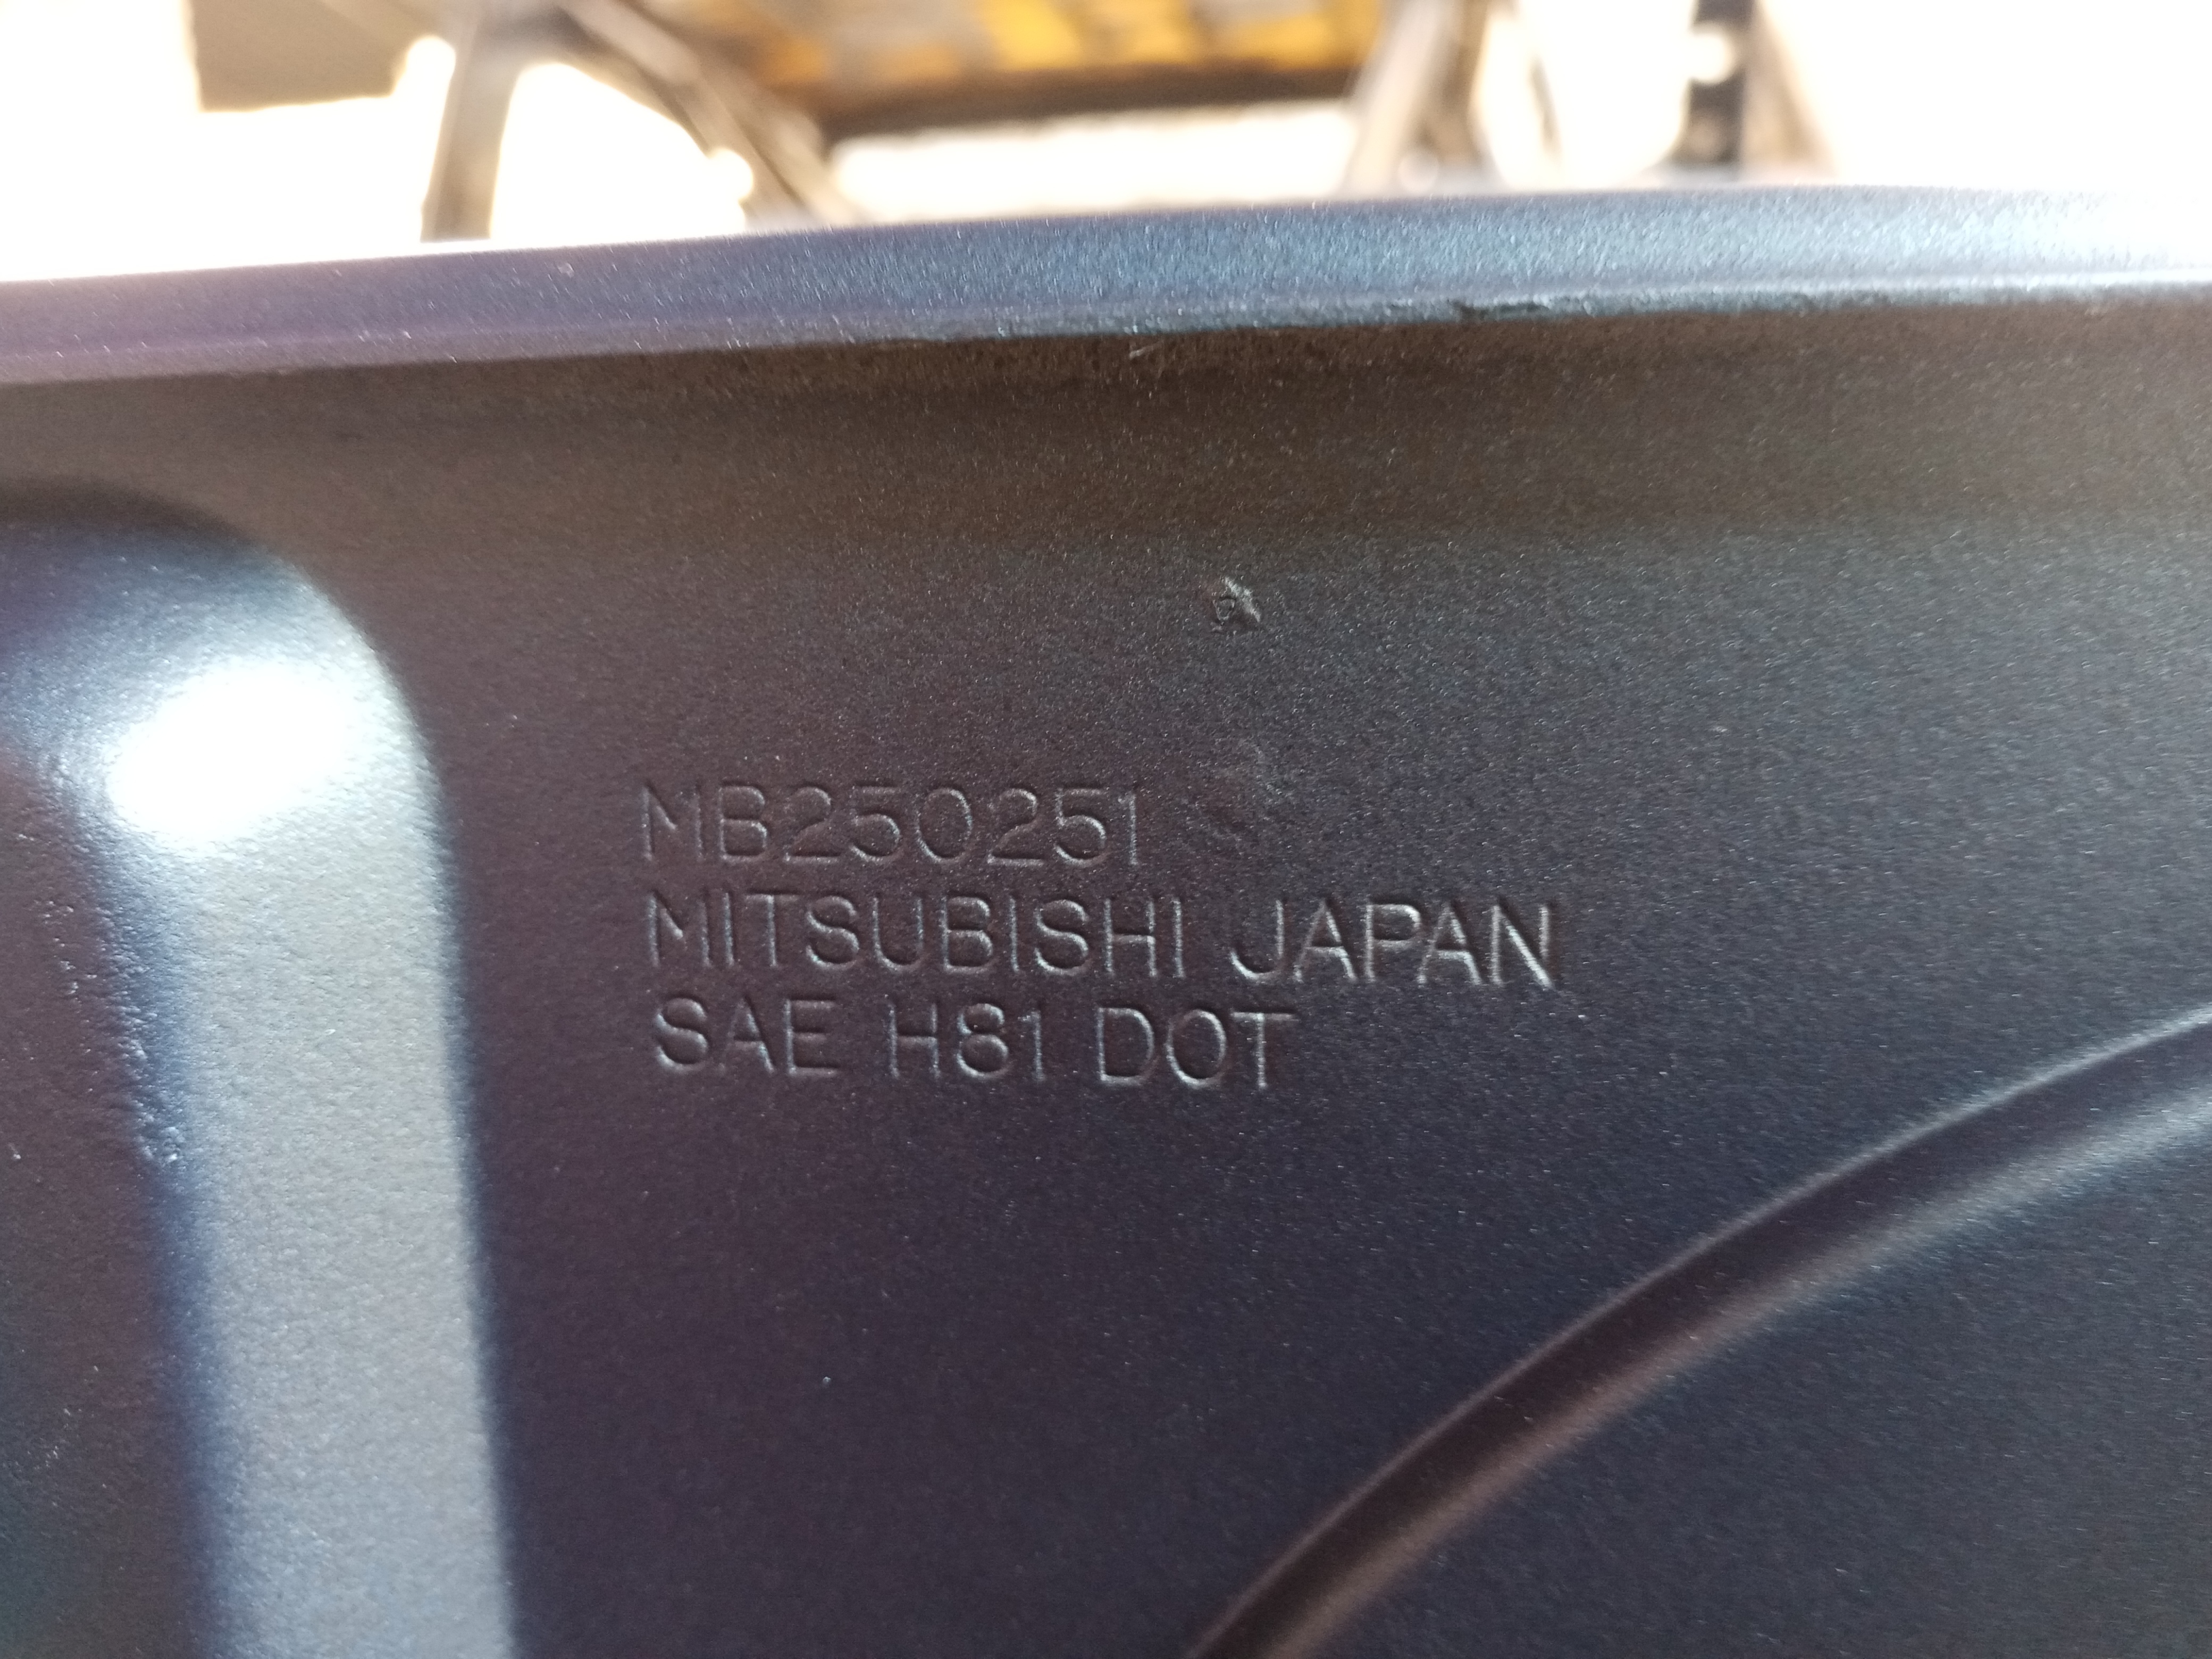 MB250251
MITSUBISHI JAPAN
SAE H81 DOT